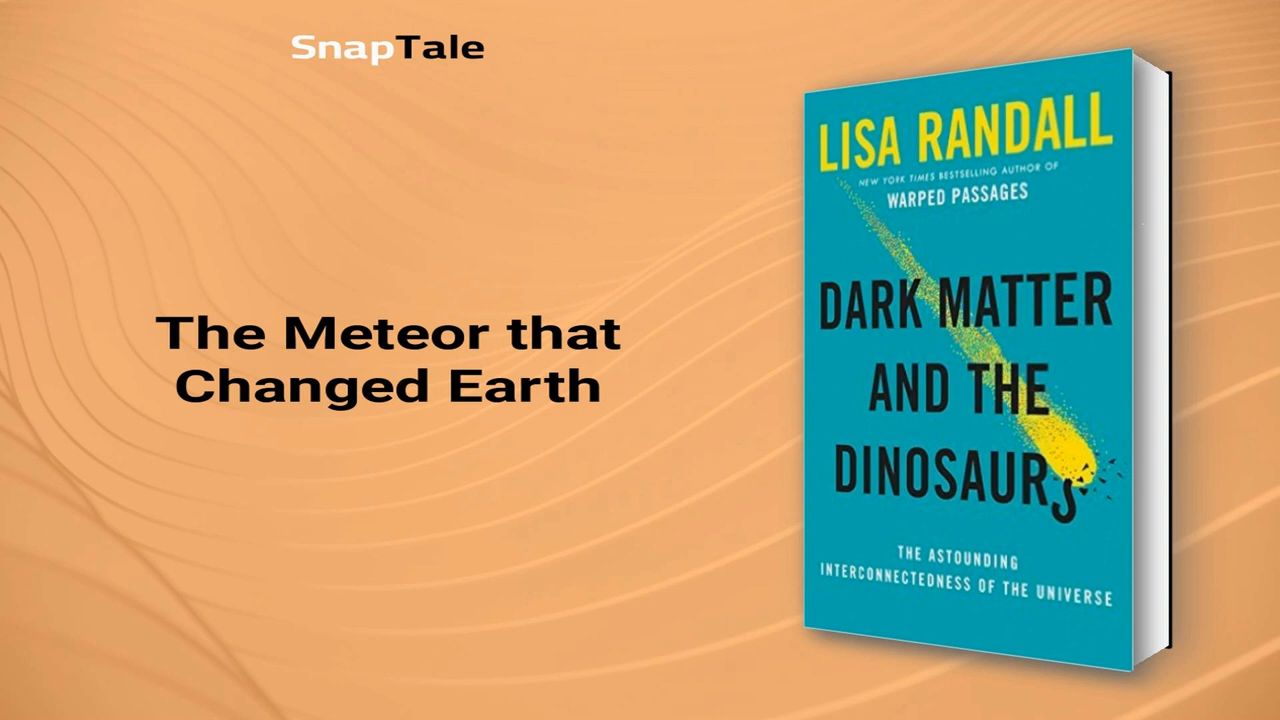 SnapTale
The Meteor that
Changed Earth
LISA RANDALL
NEW YORK TIMES BESTSELLING AUTHOR OF
WARPED PASSAGES
DARK MATTER
AND THE
DINOSAURS
THE ASTOUNDING
INTERCONNECTEDNESS OF THE UNIVERSE